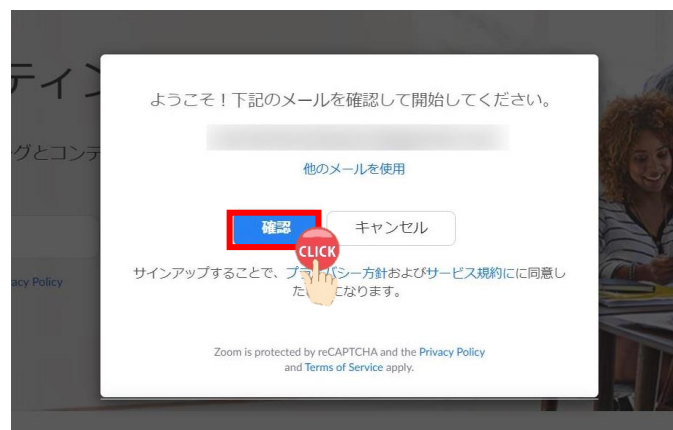 ティン
ようこそ！下記のメールを確認して開始してください。
グとコンテ
他のメールを使用
確認
キャンセル
CLICK
サインアップすることで、プライバシー方針およびサービス規約にに同意し
た になります。
acy Policy
Zoom is protected by reCAPTCHA and the Privacy Policy
and Terms of Service apply.